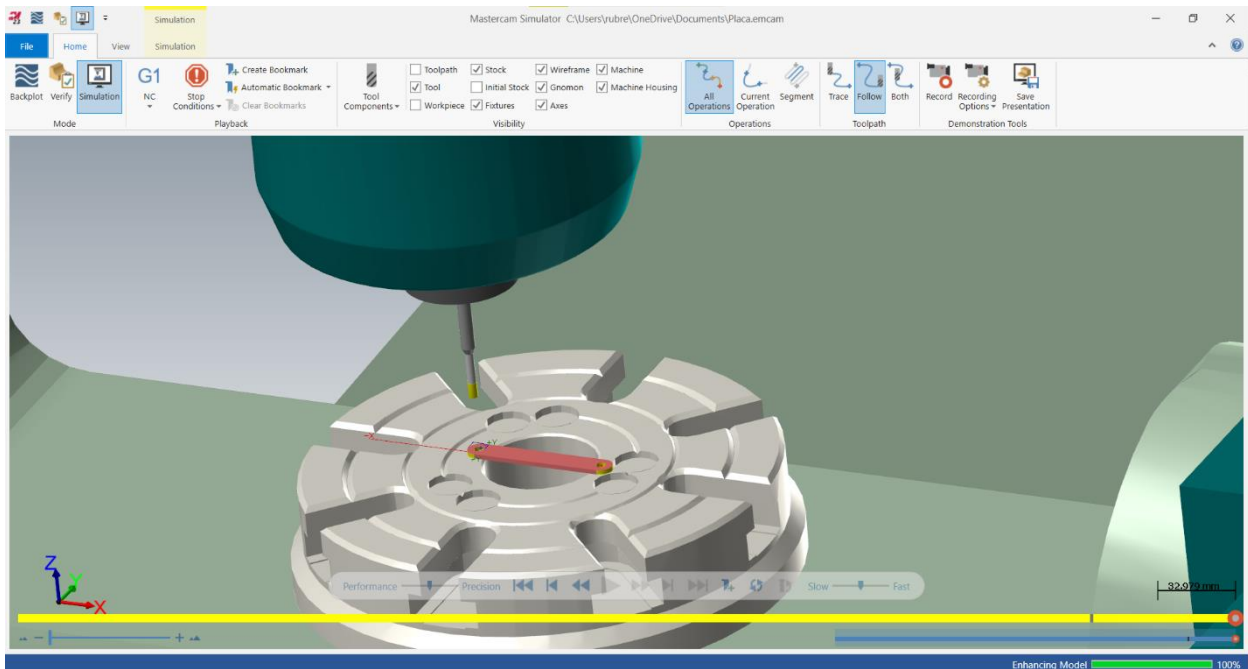 Simulation
Mastercam Simulator C:\Users\rubre\OneDrive\Documents\Placa.emcam
File Home View Simulation
Backplot Verify Simulation
Mode
G1 NC
Stop Conditions
Create Bookmark
Automatic Bookmark
Clear Bookmarks
Playback
Tool Components
Toolpath Stock Wireframe Machine
Tool Initial Stock Gnomon Machine Housing
Workpiece Fixtures Axes
Visibility
All Operations
Current Operation
Segment
Operations
Trace Follow Both
Toolpath
Record
Recording Options
Save Presentation
Demonstration Tools
-X
+Y
Z
Y
X
Performance Precision Slow Fast
32.979 mm
Enhancing Model 100%